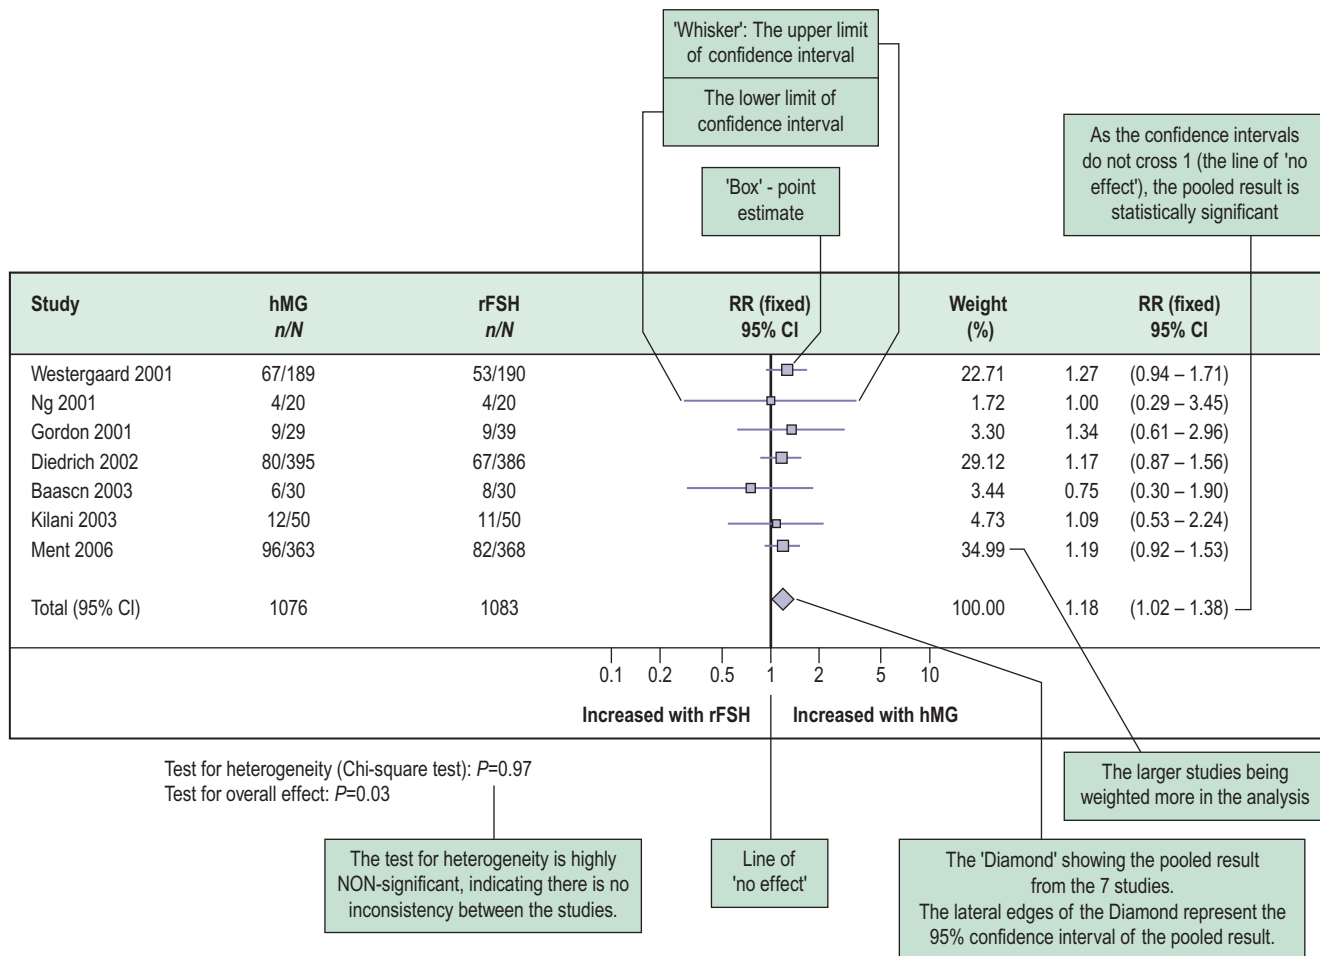 'Whisker': The upper limit
of confidence interval
The lower limit of
confidence interval
'Box' - point
estimate
As the confidence intervals
do not cross 1 (the line of 'no
effect'), the pooled result is
statistically significant
Study hMG rFSH RR (fixed) Weight RR (fixed)
n/N n/N 95% CI (%) 95% CI
Westergaard 2001 67/189 53/190 22.71 1.27 (0.94 – 1.71)
Ng 2001 4/20 4/20 1.72 1.00 (0.29 – 3.45)
Gordon 2001 9/29 9/39 3.30 1.34 (0.61 – 2.96)
Diedrich 2002 80/395 67/386 29.12 1.17 (0.87 – 1.56)
Baascn 2003 6/30 8/30 3.44 0.75 (0.30 – 1.90)
Kilani 2003 12/50 11/50 4.73 1.09 (0.53 – 2.24)
Ment 2006 96/363 82/368 34.99 1.19 (0.92 – 1.53)
Total (95% CI) 1076 1083 100.00 1.18 (1.02 – 1.38)
0.1 0.2 0.5 1 2 5 10
Increased with rFSH Increased with hMG
Test for heterogeneity (Chi-square test): P=0.97
Test for overall effect: P=0.03
The larger studies being
weighted more in the analysis
The test for heterogeneity is highly
NON-significant, indicating there is no
inconsistency between the studies.
Line of
'no effect'
The 'Diamond' showing the pooled result
from the 7 studies.
The lateral edges of the Diamond represent the
95% confidence interval of the pooled result.